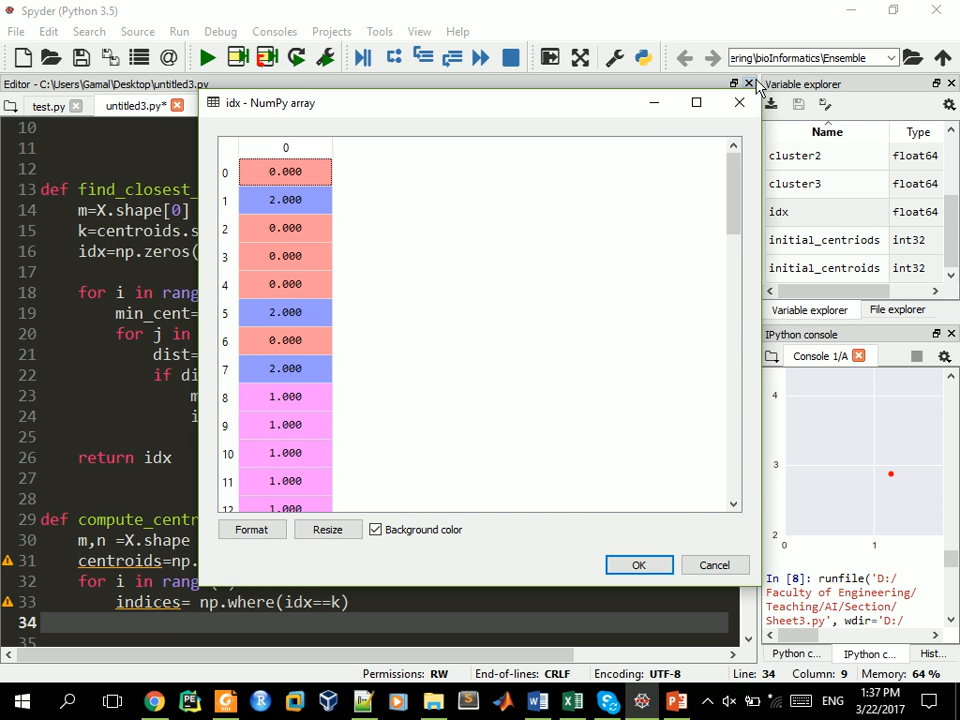 Spyder (Python 3.5)
File Edit Search Source Run Debug Consoles Projects Tools View Help
ering\bioInformatics\Ensemble
Editor - C:\Users\Gamal\Desktop\untitled3.py
Variable explorer
test.py
untitled3.py*
idx - NumPy array
Name Type
cluster2 float64
cluster3 float64
idx float64
initial_centriods int32
initial_centroids int32
Variable explorer File explorer
IPython console
Console 1/A
4
3
2
0 1
In [8]: runfile('D:/
Faculty of Engineering/
Teaching/AI/Section/
Sheet3.py', wdir='D:/
Python c... IPython c... Hist...
0
0 0.000
1 2.000
2 0.000
3 0.000
4 0.000
5 2.000
6 0.000
7 2.000
8 1.000
9 1.000
10 1.000
11 1.000
12 1.000
Format Resize Background color
OK Cancel
10
11
12
13 def find_closest_
14 m=X.shape[0]
15 k=centroids.s
16 idx=np.zeros(
17
18 for i in rang
19 min_cent=
20 for j in
21 dist=
22 if di
23 m
24 i
25
26 return idx
27
28
29 def compute_centr
30 m,n =X.shape
31 centroids=np.
32 for i in range(
33 indices= np.where(idx==k)
34
35
Permissions: RW End-of-lines: CRLF Encoding: UTF-8 Line: 34 Column: 9 Memory: 64 %
ENG
1:37 PM
3/22/2017